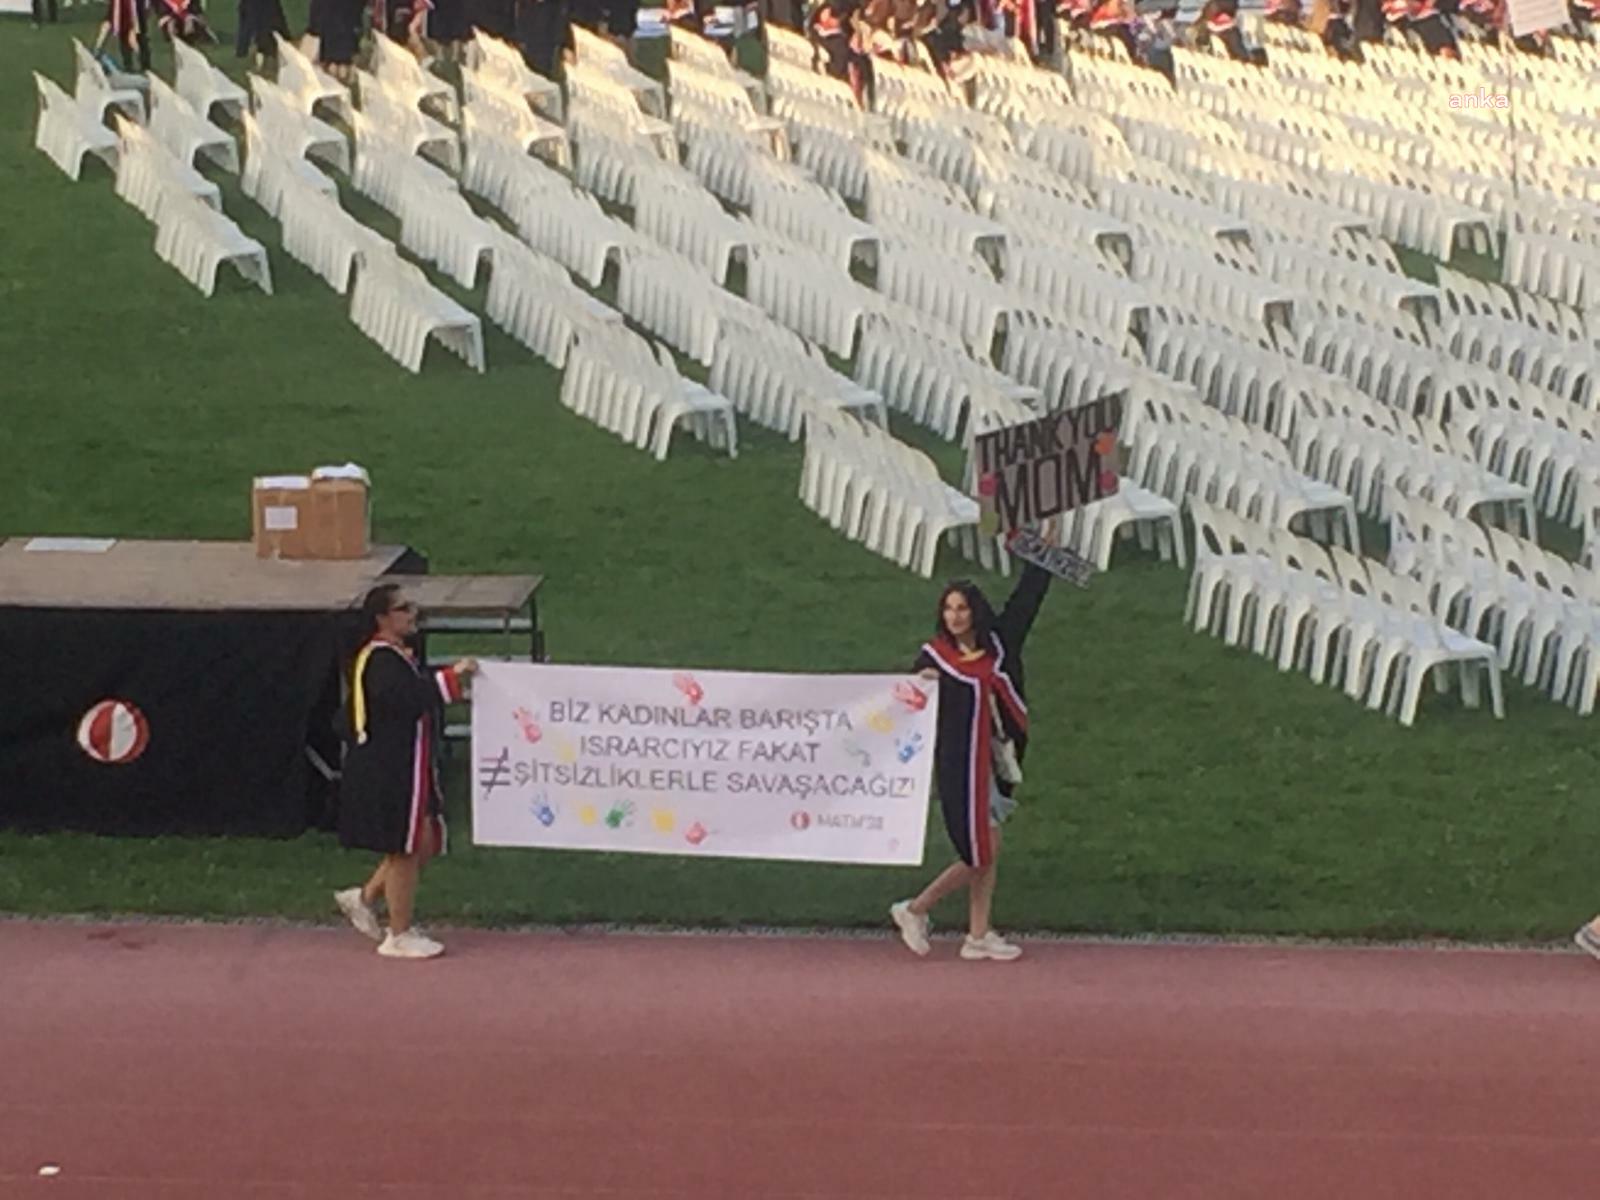 anka
THANK YOU
MOM
BİZ KADINLAR BARIŞTA
ISRARCIYIZ FAKAT
≠ŞİTSİZLİKLERLE SAVAŞACAĞIZ!